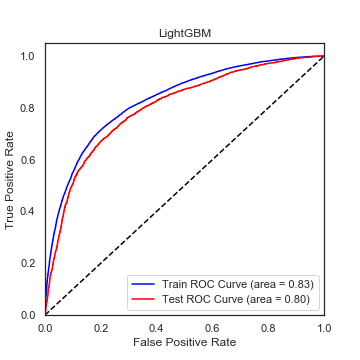 LightGBM
1.0
0.8
0.6
0.4
0.2
0.0
True Positive Rate
Train ROC Curve (area = 0.83)
Test ROC Curve (area = 0.80)
0.0 0.2 0.4 0.6 0.8 1.0
False Positive Rate